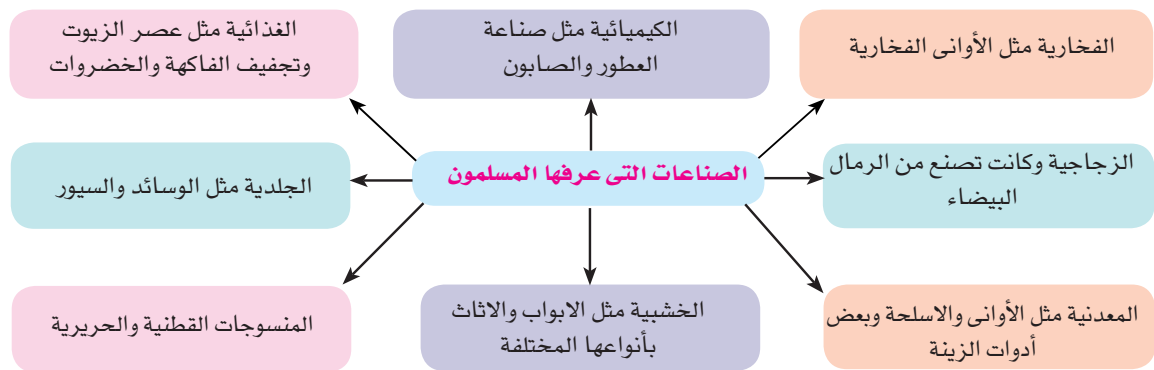 الفخارية مثل الأوانى الفخارية
الكيميائية مثل صناعة
العطور والصابون
الغذائية مثل عصر الزيوت
وتجفيف الفاكهة والخضروات
الصناعات التى عرفها المسلمون
الزجاجية وكانت تصنع من الرمال
البيضاء
الجلدية مثل الوسائد والسيور
المعدنية مثل الأوانى والاسلحة وبعض
أدوات الزينة
الخشبية مثل الابواب والاثاث
بأنواعها المختلفة
المنسوجات القطنية والحريرية